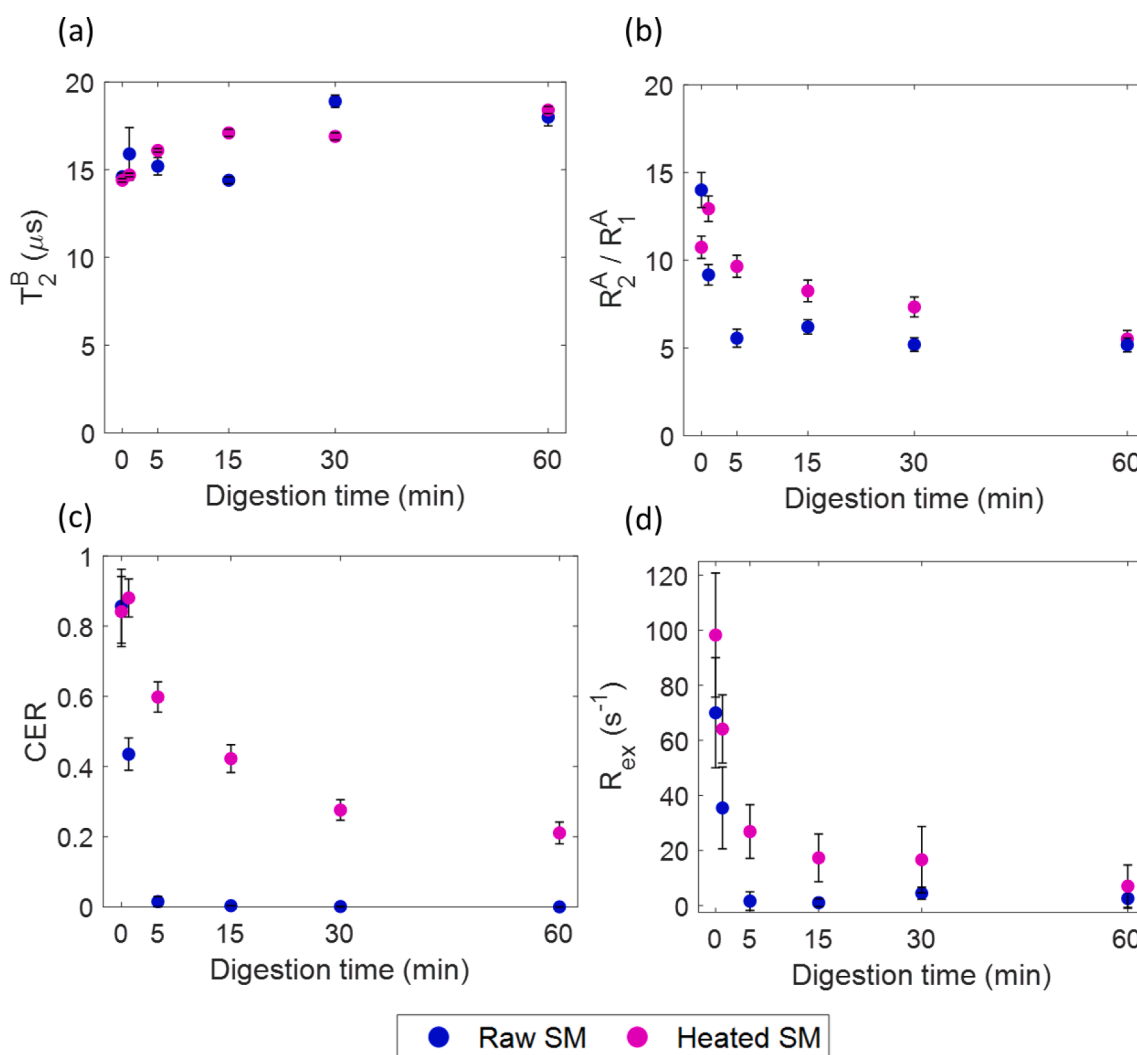 (a)
20
15
10
5
0
T₂ᴮ (μs)
0 5 15 30 60
Digestion time (min)
(b)
20
15
10
5
0
R₂ᴬ / R₁ᴬ
0 5 15 30 60
Digestion time (min)
(c)
1
0.8
0.6
0.4
0.2
0
CER
0 5 15 30 60
Digestion time (min)
(d)
120
100
80
60
40
20
0
Rₑₓ (s⁻¹)
0 5 15 30 60
Digestion time (min)
Raw SM Heated SM